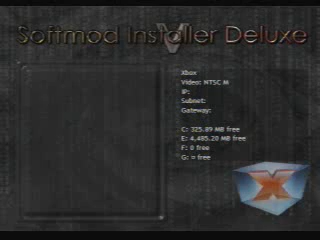 Softmod Installer Deluxe
V
Xbox
Video: NTSC M
IP:
Subnet:
Gateway:
C: 325.89 MB free
E: 4,485.20 MB free
F: 0 free
G: = free
X